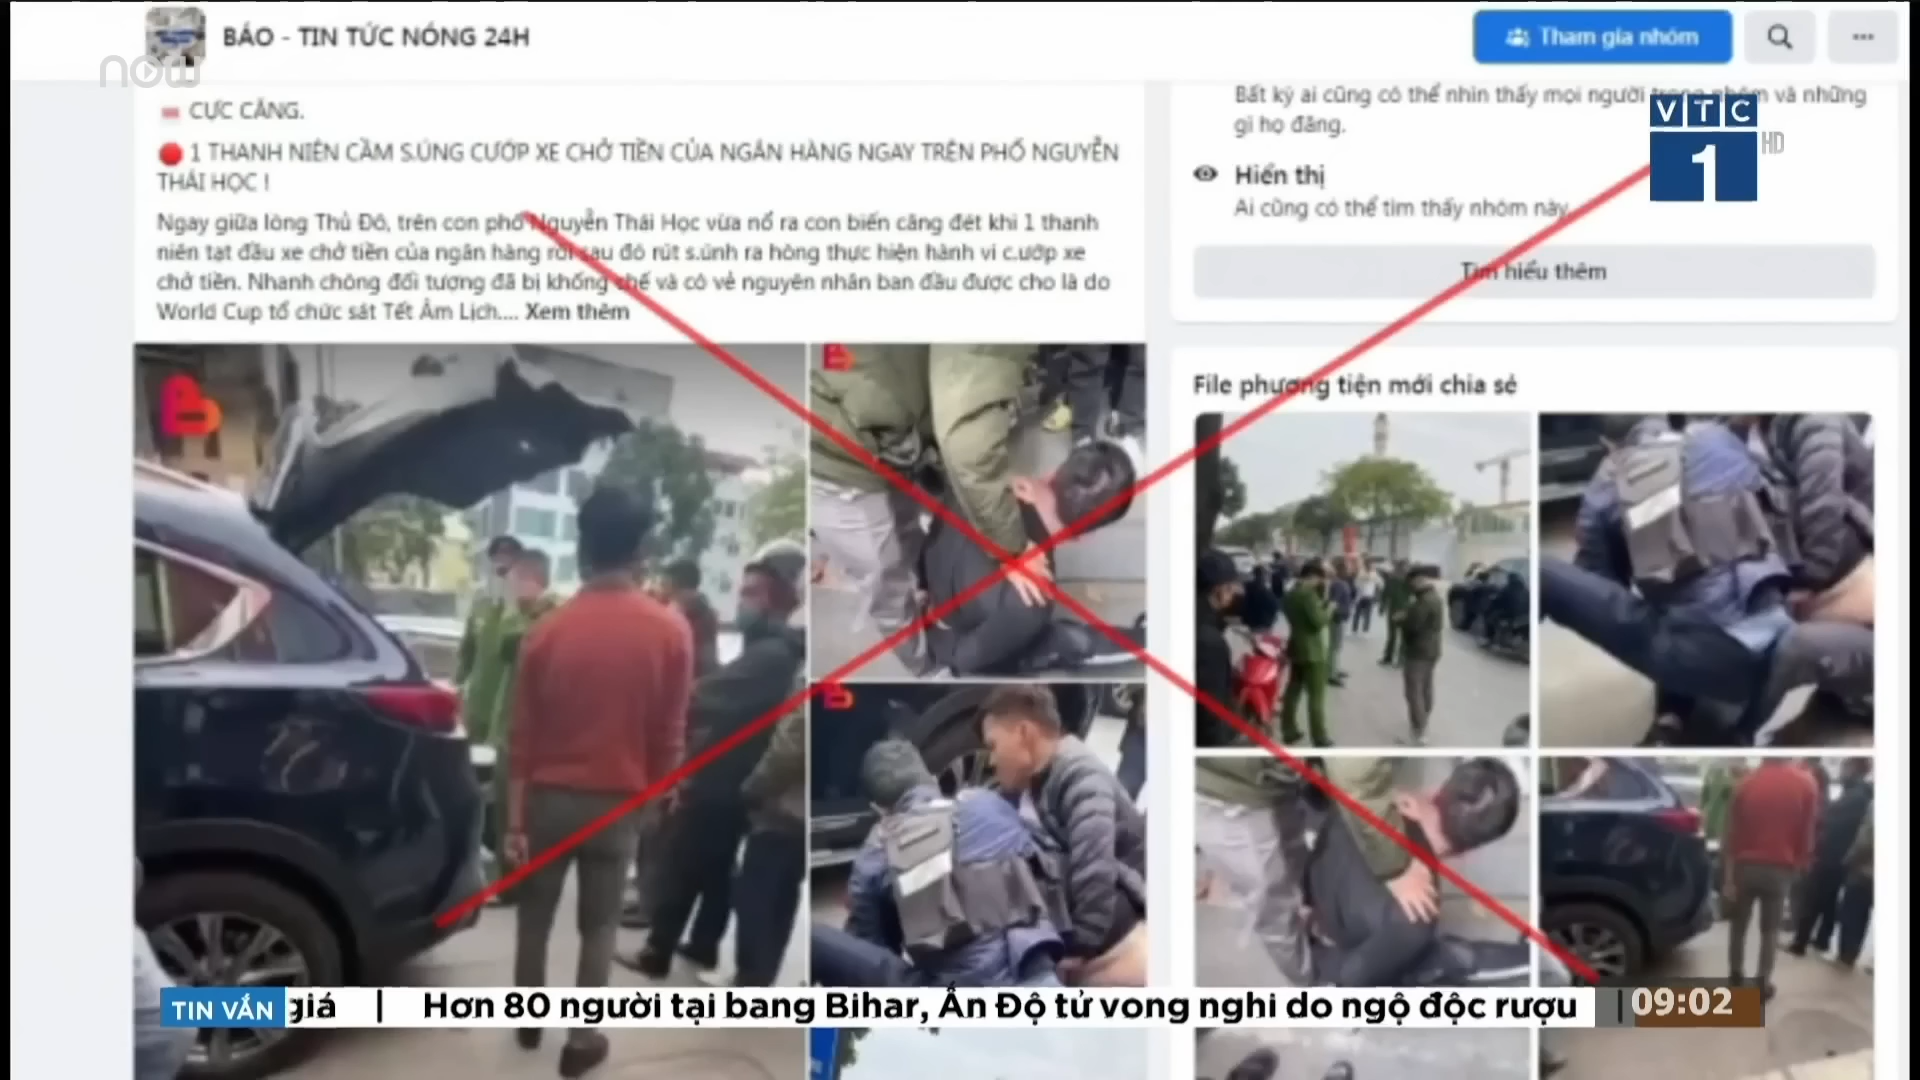 BÁO - TIN TỨC NÓNG 24H
Tham gia nhóm
now
CỰC CĂNG.
1 THANH NIÊN CẦM S.ÚNG CƯỚP XE CHỞ TIỀN CỦA NGÂN HÀNG NGAY TRÊN PHỐ NGUYỄN
THÁI HỌC !
Ngay giữa lòng Thủ Đô, trên con phố Nguyễn Thái Học vừa nổ ra con biến căng đét khi 1 thanh
niên tạt đầu xe chở tiền của ngân hàng rồi sau đó rút s.únh ra hòng thực hiện hành vi c.ướp xe
chở tiền. Nhanh chóng đối tượng đã bị khống chế và có vẻ nguyên nhân ban đầu được cho là do
World Cup tổ chức sát Tết Âm Lịch.... Xem thêm
Bất kỳ ai cũng có thể nhìn thấy mọi người trong nhóm và những
gì họ đăng.
VTC
1
HD
Hiển thị
Ai cũng có thể tìm thấy nhóm này.
Tìm hiểu thêm
File phương tiện mới chia sẻ
TIN VẮN
giá | Hơn 80 người tại bang Bihar, Ấn Độ tử vong nghi do ngộ độc rượu |
09:02